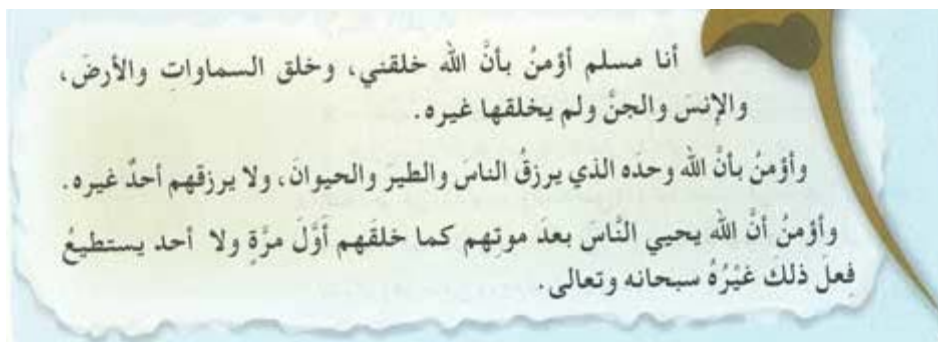 أنا مسلم أؤمنُ بأنَّ الله خلقني، وخلق السماواتِ والأرضَ،
والإنسَ والجنَّ ولم يخلقها غيره.
وأؤمنُ بأنَّ الله وحدُه الذي يرزقُ الناسَ والطيرَ والحيوانَ، ولا يرزقهم أحدٌ غيره.
وأؤمنُ أنَّ الله يحيي النَّاسَ بعدَ موتِهم كما خلقَهم أوَّلَ مرَّةٍ ولا أحد يستطيعُ
فِعلَ ذلكَ غيْرُهُ سبحانه وتعالى.